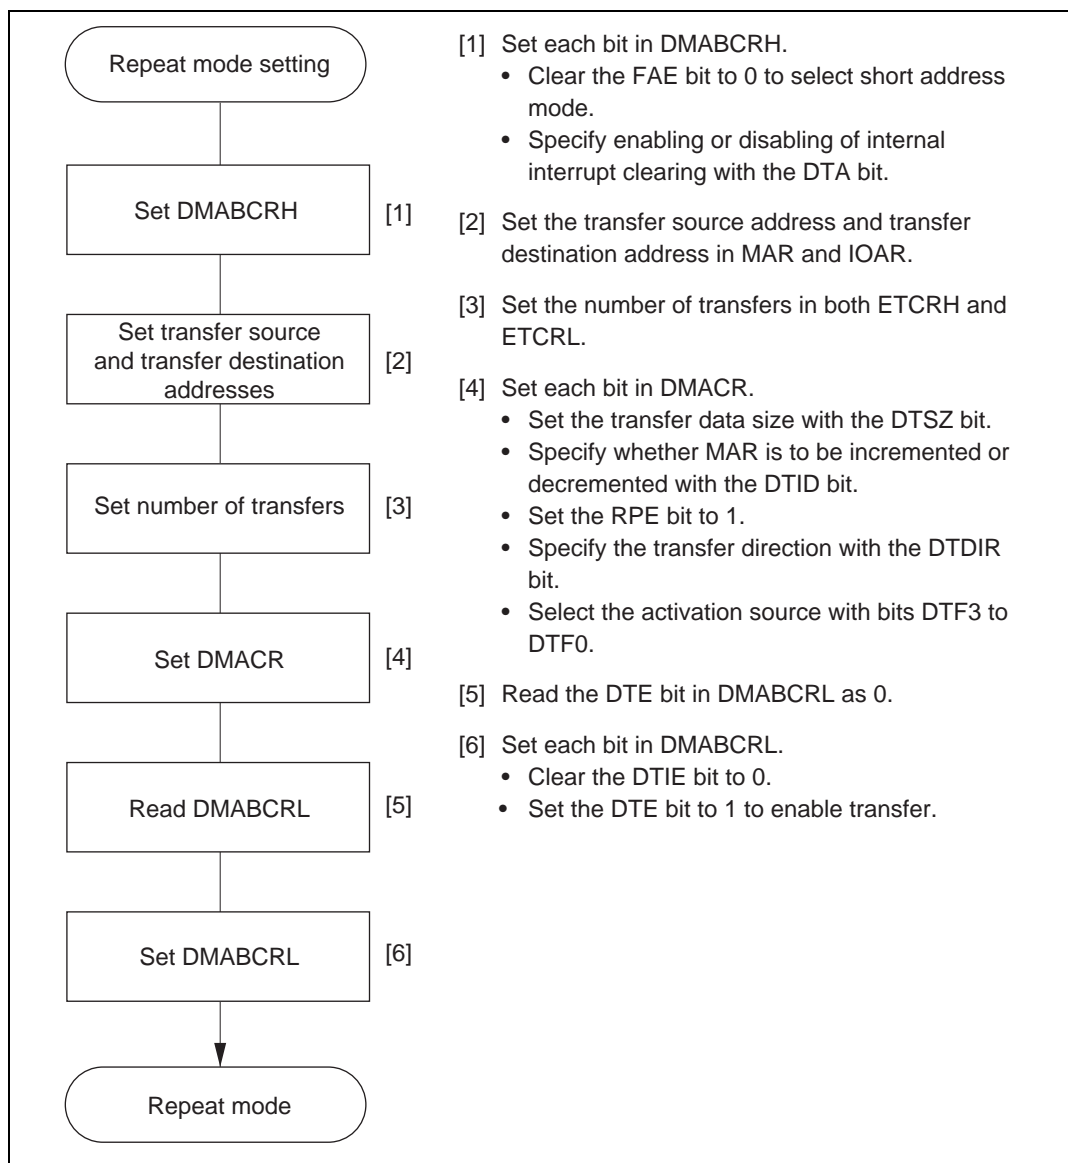 Repeat mode setting
Set DMABCRH
[1]
Set transfer source
and transfer destination
addresses
[2]
Set number of transfers
[3]
Set DMACR
[4]
Read DMABCRL
[5]
Set DMABCRL
[6]
Repeat mode
[1] Set each bit in DMABCRH.
• Clear the FAE bit to 0 to select short address
mode.
• Specify enabling or disabling of internal
interrupt clearing with the DTA bit.
[2] Set the transfer source address and transfer
destination address in MAR and IOAR.
[3] Set the number of transfers in both ETCRH and
ETCRL.
[4] Set each bit in DMACR.
• Set the transfer data size with the DTSZ bit.
• Specify whether MAR is to be incremented or
decremented with the DTID bit.
• Set the RPE bit to 1.
• Specify the transfer direction with the DTDIR
bit.
• Select the activation source with bits DTF3 to
DTF0.
[5] Read the DTE bit in DMABCRL as 0.
[6] Set each bit in DMABCRL.
• Clear the DTIE bit to 0.
• Set the DTE bit to 1 to enable transfer.